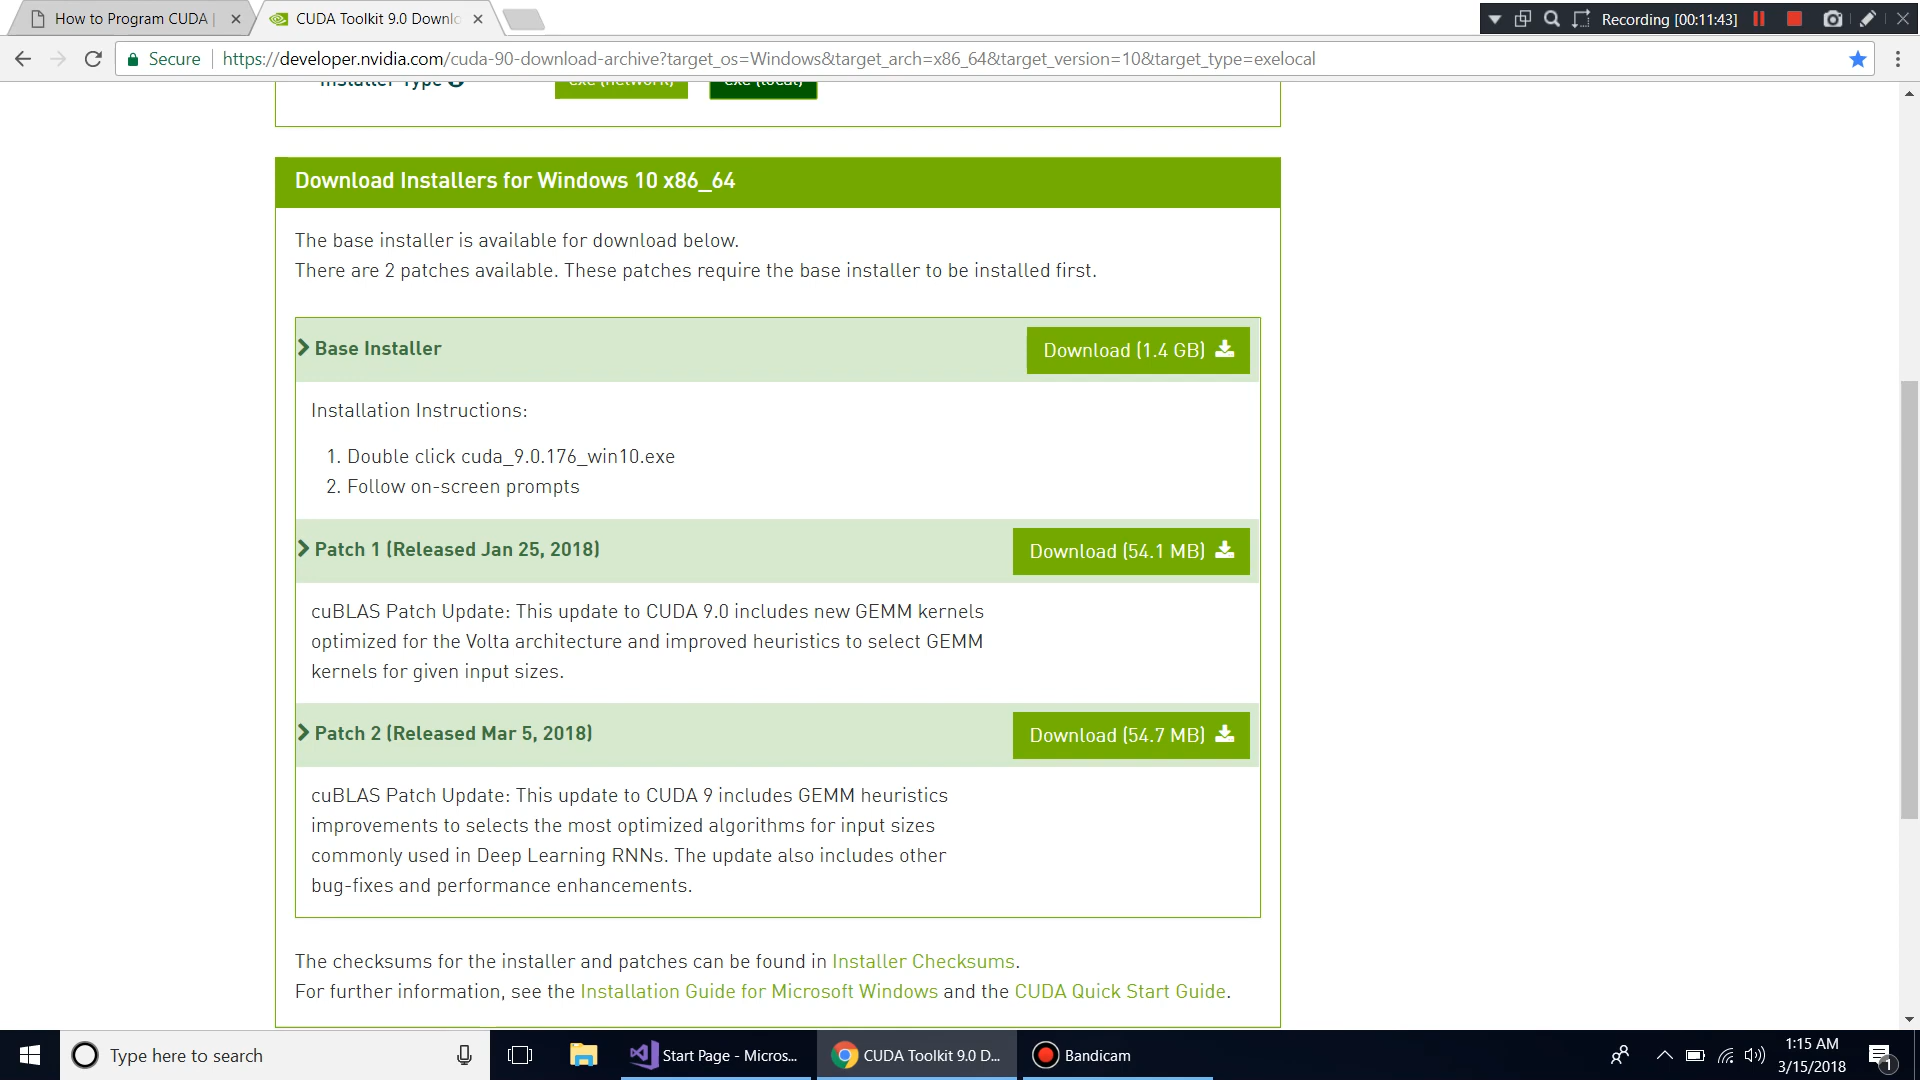 How to Program CUDA |
CUDA Toolkit 9.0 Downlo
Recording [00:11:43]
Secure
https://developer.nvidia.com/cuda-90-download-archive?target_os=Windows&target_arch=x86_64&target_version=10&target_type=exelocal
Installer Type
exe (network)
exe (local)
Download Installers for Windows 10 x86_64
The base installer is available for download below.
There are 2 patches available. These patches require the base installer to be installed first.
Base Installer
Download (1.4 GB)
Installation Instructions:
1. Double click cuda_9.0.176_win10.exe
2. Follow on-screen prompts
Patch 1 (Released Jan 25, 2018)
Download (54.1 MB)
cuBLAS Patch Update: This update to CUDA 9.0 includes new GEMM kernels
optimized for the Volta architecture and improved heuristics to select GEMM
kernels for given input sizes.
Patch 2 (Released Mar 5, 2018)
Download (54.7 MB)
cuBLAS Patch Update: This update to CUDA 9 includes GEMM heuristics
improvements to selects the most optimized algorithms for input sizes
commonly used in Deep Learning RNNs. The update also includes other
bug-fixes and performance enhancements.
The checksums for the installer and patches can be found in Installer Checksums.
For further information, see the Installation Guide for Microsoft Windows and the CUDA Quick Start Guide.
Type here to search
Start Page - Micros...
CUDA Toolkit 9.0 D...
Bandicam
1:15 AM
3/15/2018
1